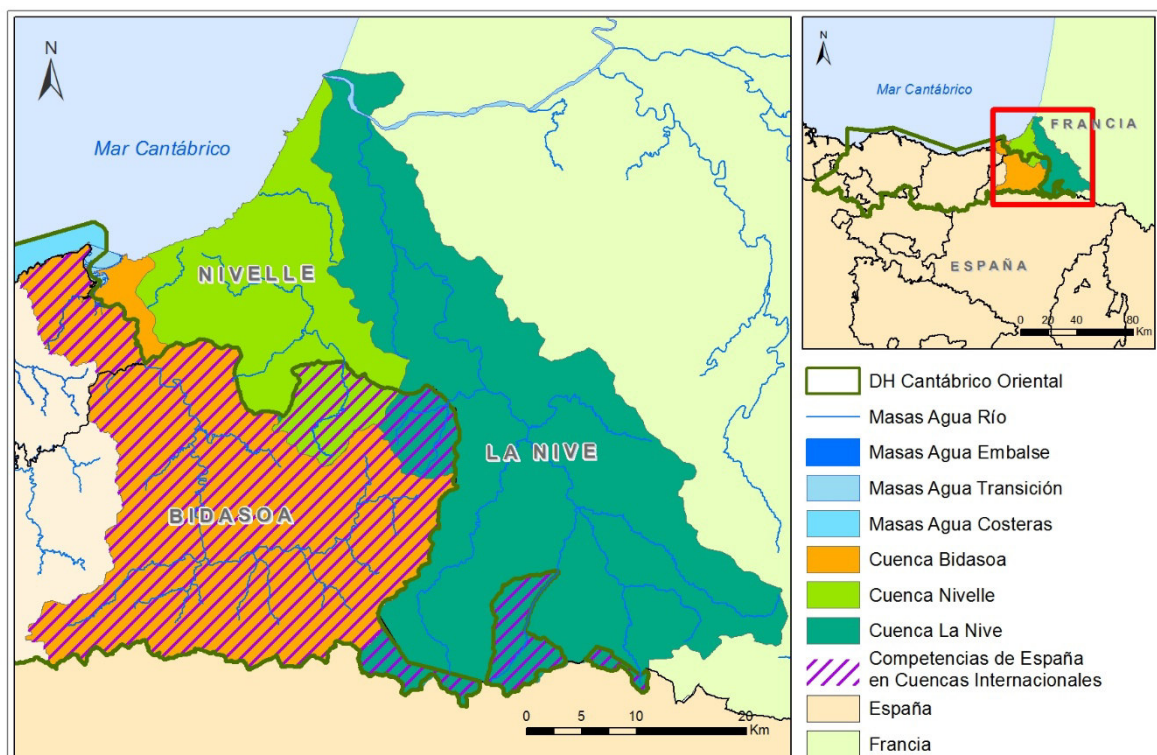 N
Mar Cantábrico
NIVELLE
LA NIVE
BIDASOA
0 5 10 20
Km
N
Mar Cantábrico
FRANCIA
ESPAÑA
0 20 40 80
Km
DH Cantábrico Oriental
Masas Agua Río
Masas Agua Embalse
Masas Agua Transición
Masas Agua Costeras
Cuenca Bidasoa
Cuenca Nivelle
Cuenca La Nive
Competencias de España
en Cuencas Internacionales
España
Francia